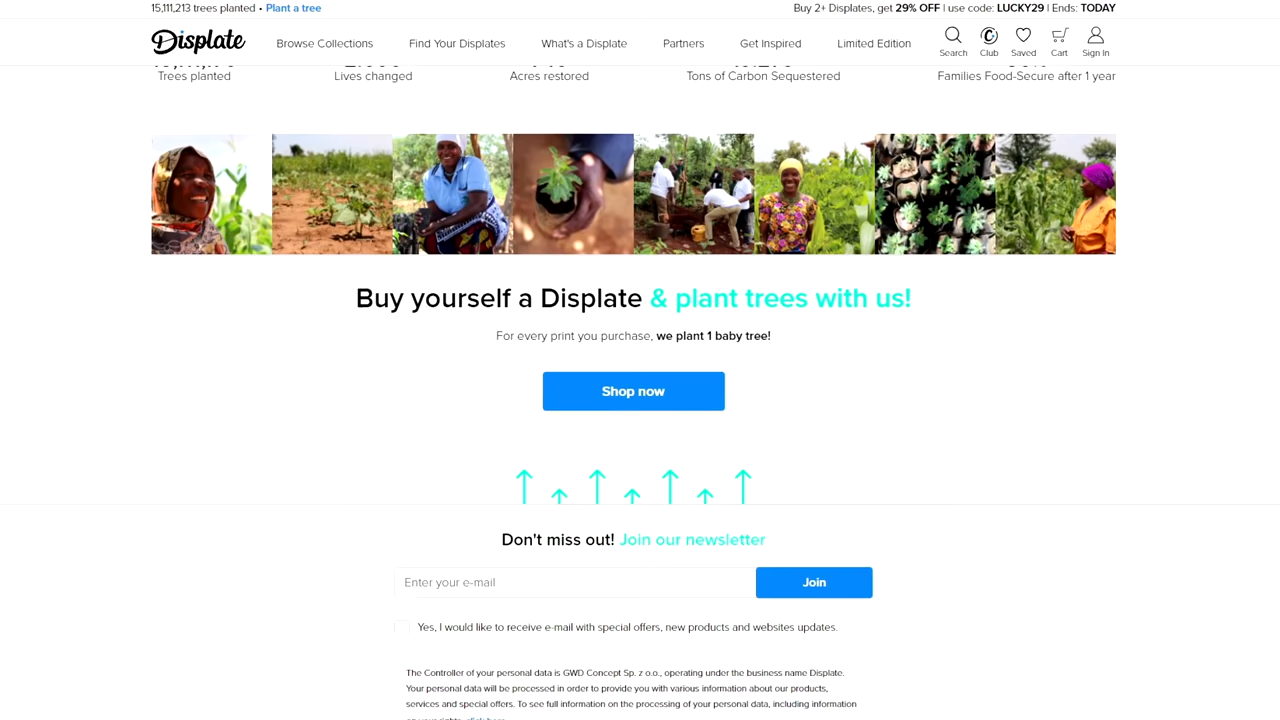 15,111,213 trees planted • Plant a tree
Buy 2+ Displates, get 29% OFF | use code: LUCKY29 | Ends: TODAY
Displate
Browse Collections
Find Your Displates
What's a Displate
Partners
Get Inspired
Limited Edition
Search
Club
Saved
Cart
Sign In
Trees planted
Lives changed
Acres restored
Tons of Carbon Sequestered
Families Food-Secure after 1 year
Buy yourself a Displate & plant trees with us!
For every print you purchase, we plant 1 baby tree!
Shop now
Don't miss out! Join our newsletter
Enter your e-mail
Join
Yes, I would like to receive e-mail with special offers, new products and websites updates.
The Controller of your personal data is GWD Concept Sp. z o.o., operating under the business name Displate.
Your personal data will be processed in order to provide you with various information about our products,
services and special offers. To see full information on the processing of your personal data, including information